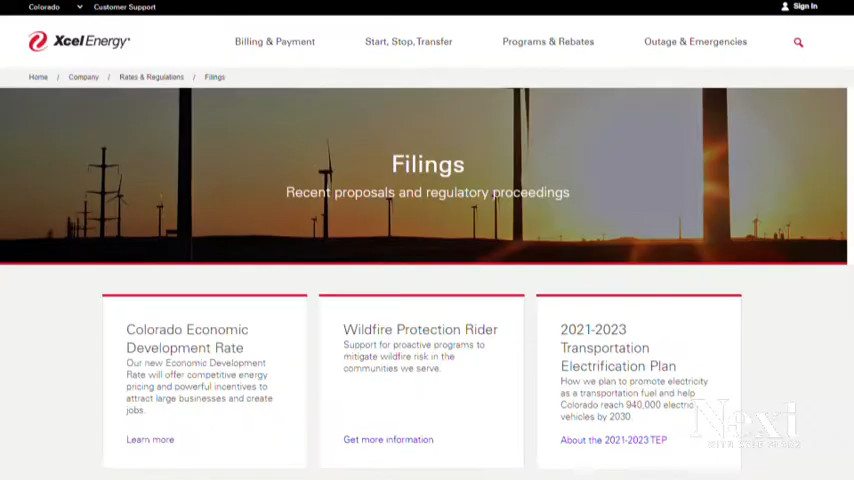 Colorado Customer Support Sign In
Xcel Energy Billing & Payment Start, Stop, Transfer Programs & Rebates Outage & Emergencies
Home / Company / Rates & Regulations / Filings
Filings
Recent proposals and regulatory proceedings
Colorado Economic
Development Rate
Our new Economic Development
Rate will offer competitive energy
pricing and powerful incentives to
attract large businesses and create
jobs.
Learn more
Wildfire Protection Rider
Support for proactive programs to
mitigate wildfire risk in the
communities we serve.
Get more information
2021-2023
Transportation
Electrification Plan
How we plan to promote electricity
as a transportation fuel and help
Colorado reach 940,000 electric
vehicles by 2030.
About the 2021-2023 TEP
Next